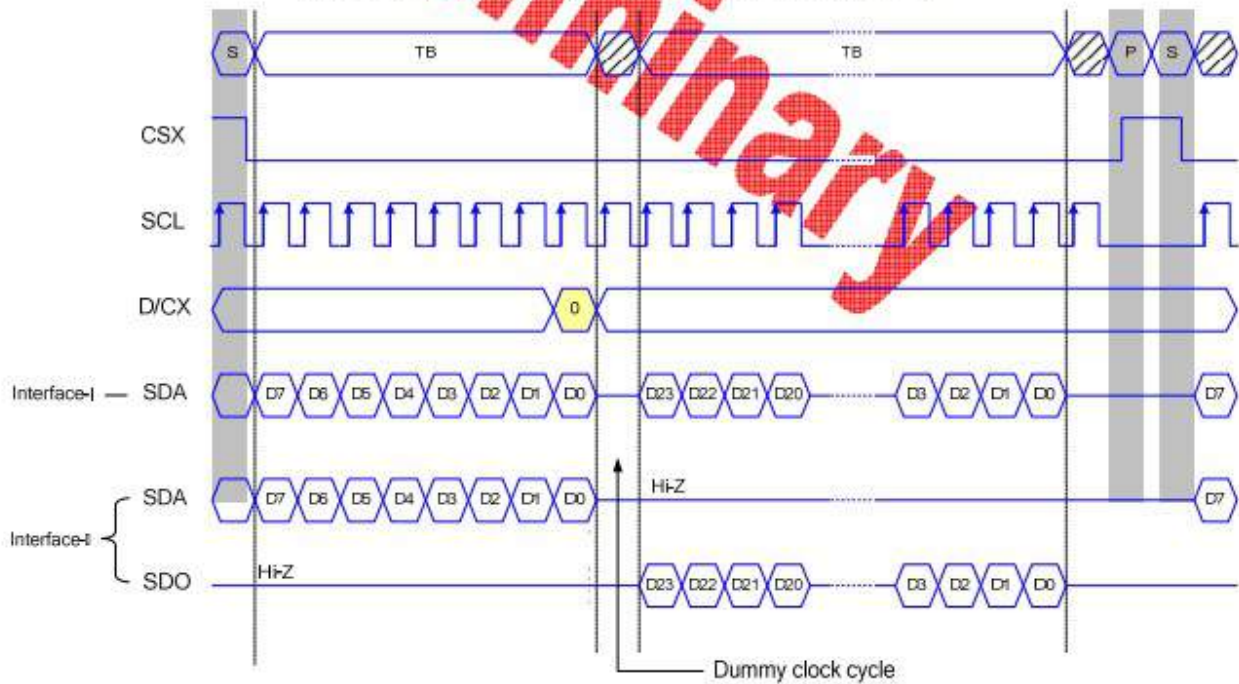 S TB TB P S
CSX
SCL
D/CX 0
Interface-I SDA D7 D6 D5 D4 D3 D2 D1 D0 D23 D22 D21 D20 D3 D2 D1 D0 D7
SDA D7 D6 D5 D4 D3 D2 D1 D0 Hi-Z D7
Interface-II
SDO Hi-Z D23 D22 D21 D20 D3 D2 D1 D0
Dummy clock cycle